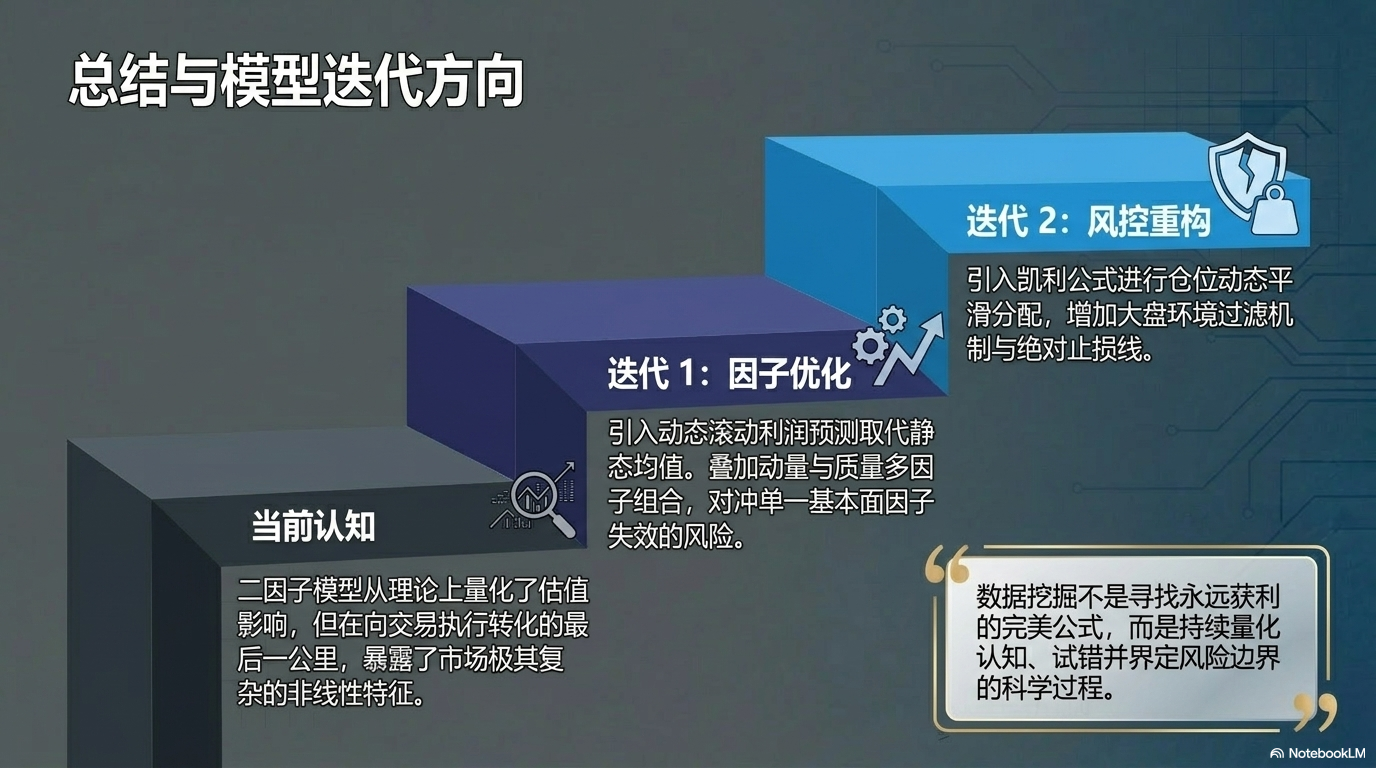 总结与模型迭代方向
迭代 2：风控重构
引入凯利公式进行仓位动态平
滑分配，增加大盘环境过滤机
制与绝对止损线。
迭代 1：因子优化
引入动态滚动利润预测取代静
态均值。叠加动量与质量多因
子组合，对冲单一基本面因子
失效的风险。
当前认知
二因子模型从理论上量化了估值
影响，但在向交易执行转化的最
后一公里，暴露了市场极其复
杂的非线性特征。
“
数据挖掘不是寻找永远获利
的完美公式，而是持续量化
认知、试错并界定风险边界
的科学过程。
”
NotebookLM